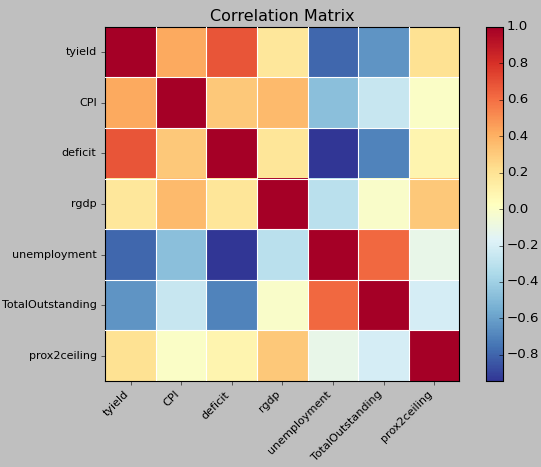 Correlation Matrix
tyield
CPI
deficit
rgdp
unemployment
TotalOutstanding
prox2ceiling
tyield
CPI
deficit
rgdp
unemployment
TotalOutstanding
prox2ceiling
1.0
0.8
0.6
0.4
0.2
0.0
−0.2
−0.4
−0.6
−0.8